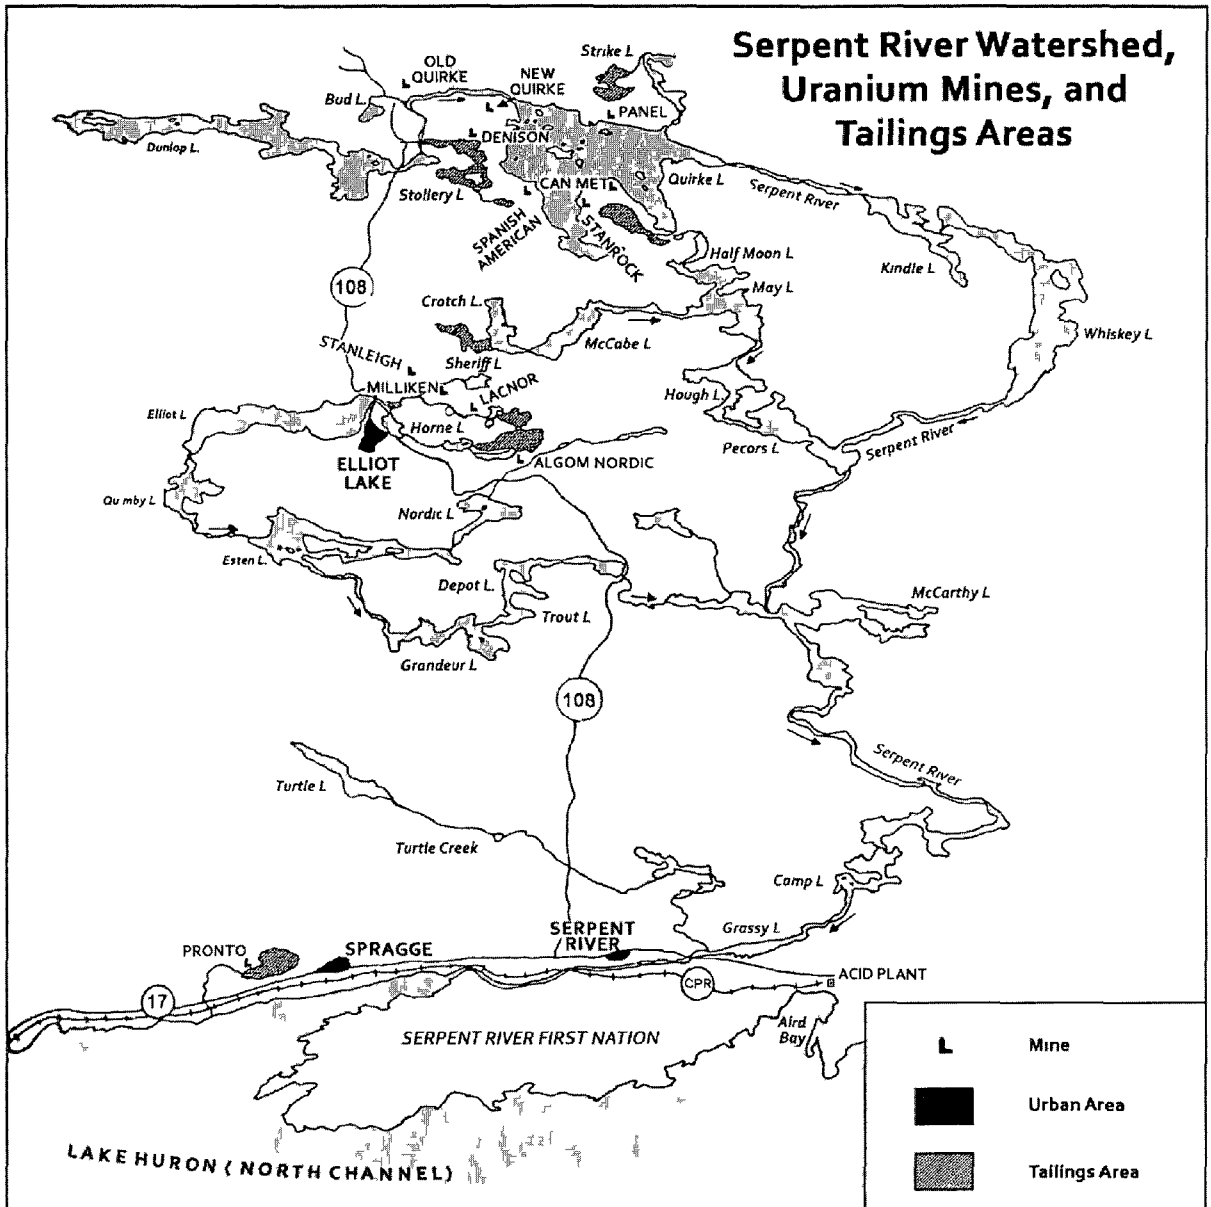 Serpent River Watershed,
Uranium Mines, and
Tailings Areas
Strike L
OLD
QUIRKE
NEW
QUIRKE
Bud L.
PANEL
DENISON
Dunlop L.
Stollery L
CAN MET
Quirke L
Serpent River
SPANISH
AMERICAN
STANROCK
Half Moon L
Kindle L
108
May L
Crotch L.
Whiskey L
STANLEIGH
McCabe L
Sheriff L
MILLIKEN
LACNOR
Hough L.
Elliot L
Horne L
Pecors L
Serpent River
ELLIOT
LAKE
ALGOM NORDIC
Qu mby L
Nordic L
Esten L.
Depot L.
McCarthy L
Trout L
Grandeur L
108
Serpent River
Turtle L
Turtle Creek
Camp L
Grassy L
SERPENT
RIVER
PRONTO
SPRAGGE
ACID PLANT
17
CPR
Aird
Bay
SERPENT RIVER FIRST NATION
Mine
Urban Area
Tailings Area
LAKE HURON (NORTH CHANNEL)